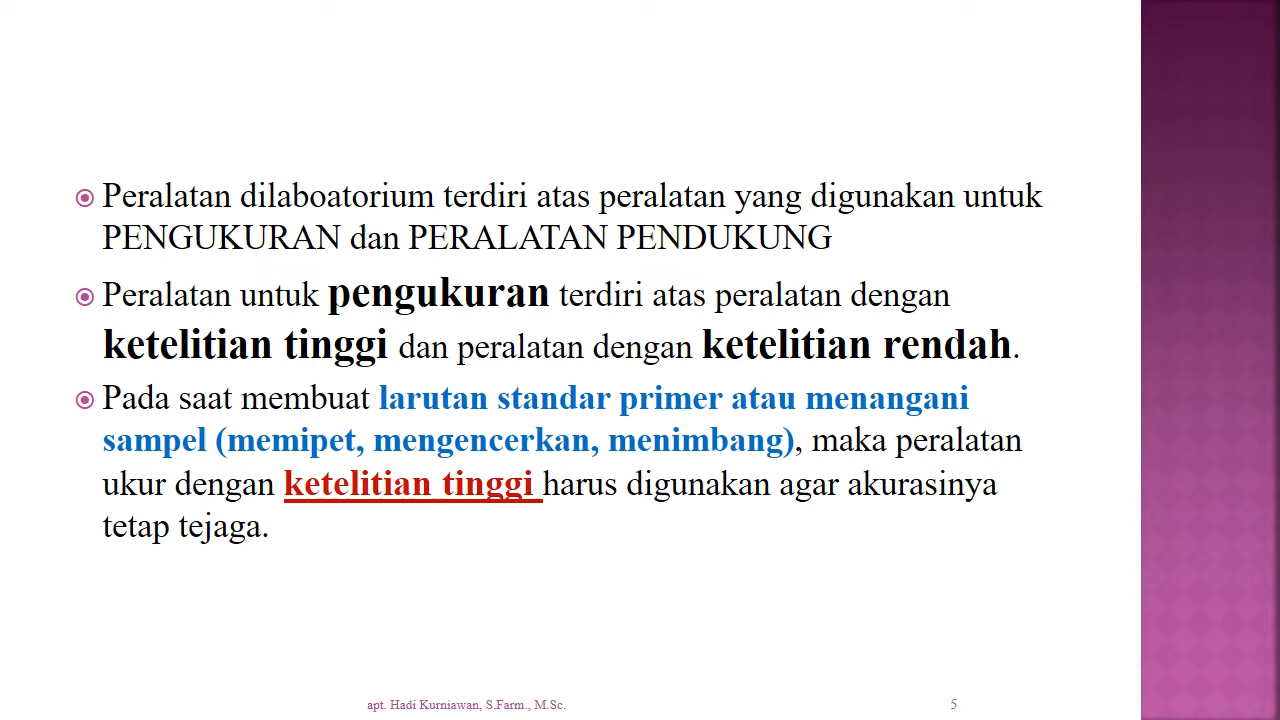 Peralatan dilaboatorium terdiri atas peralatan yang digunakan untuk
PENGUKURAN dan PERALATAN PENDUKUNG
Peralatan untuk pengukuran terdiri atas peralatan dengan
ketelitian tinggi dan peralatan dengan ketelitian rendah.
Pada saat membuat larutan standar primer atau menangani
sampel (memipet, mengencerkan, menimbang), maka peralatan
ukur dengan ketelitian tinggi harus digunakan agar akurasinya
tetap tejaga.
apt. Hadi Kurniawan, S.Farm., M.Sc.
5